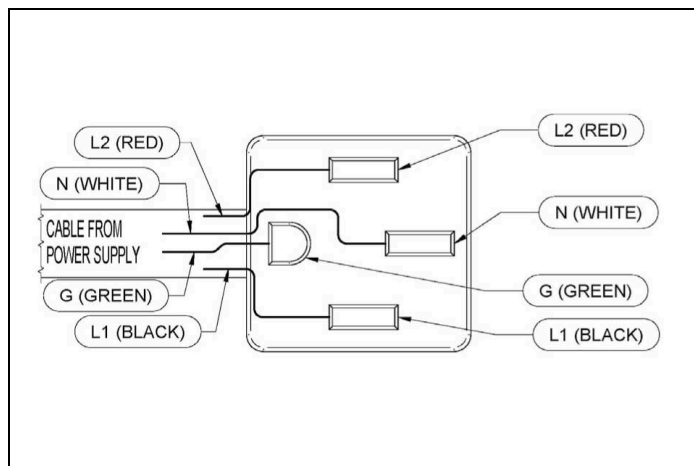 L2 (RED)
N (WHITE)
CABLE FROM
POWER SUPPLY
G (GREEN)
L1 (BLACK)
L2 (RED)
N (WHITE)
G (GREEN)
L1 (BLACK)